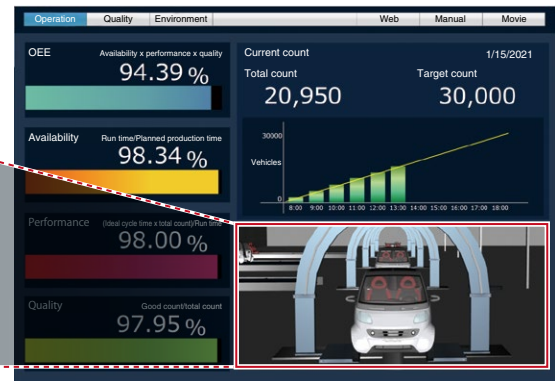 Operation Quality Environment Web Manual Movie
OEE Availability x performance x quality
94.39 %
Availability Run time/Planned production time
98.34 %
Performance (Ideal cycle time x total count)/Run time
98.00 %
Quality Good count/total count
97.95 %
Current count 1/15/2021
Total count Target count
20,950 30,000
30000
Vehicles
0
8:00 9:00 10:00 11:00 12:00 13:30 14:00 15:00 16:00 17:00 18:00